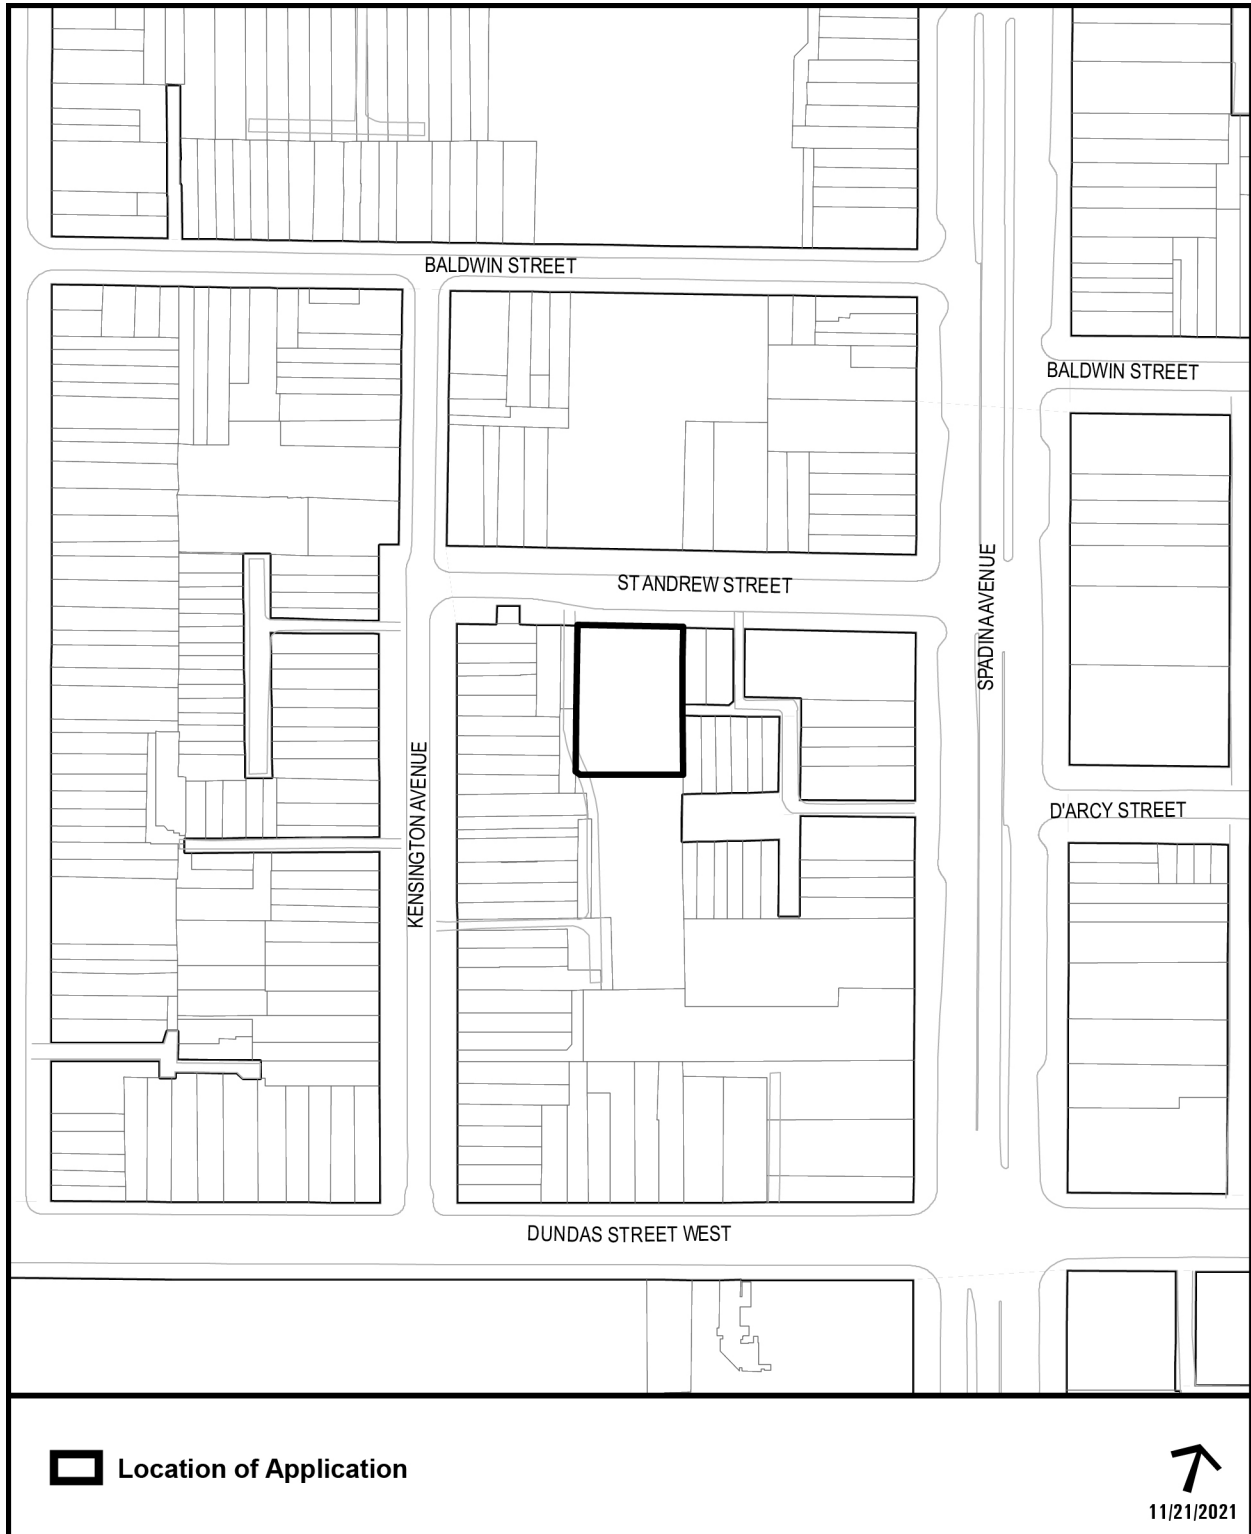 BALDWIN STREET
BALDWIN STREET
ST ANDREW STREET
SPADINA AVENUE
KENSINGTON AVENUE
D'ARCY STREET
DUNDAS STREET WEST
Location of Application
11/21/2021